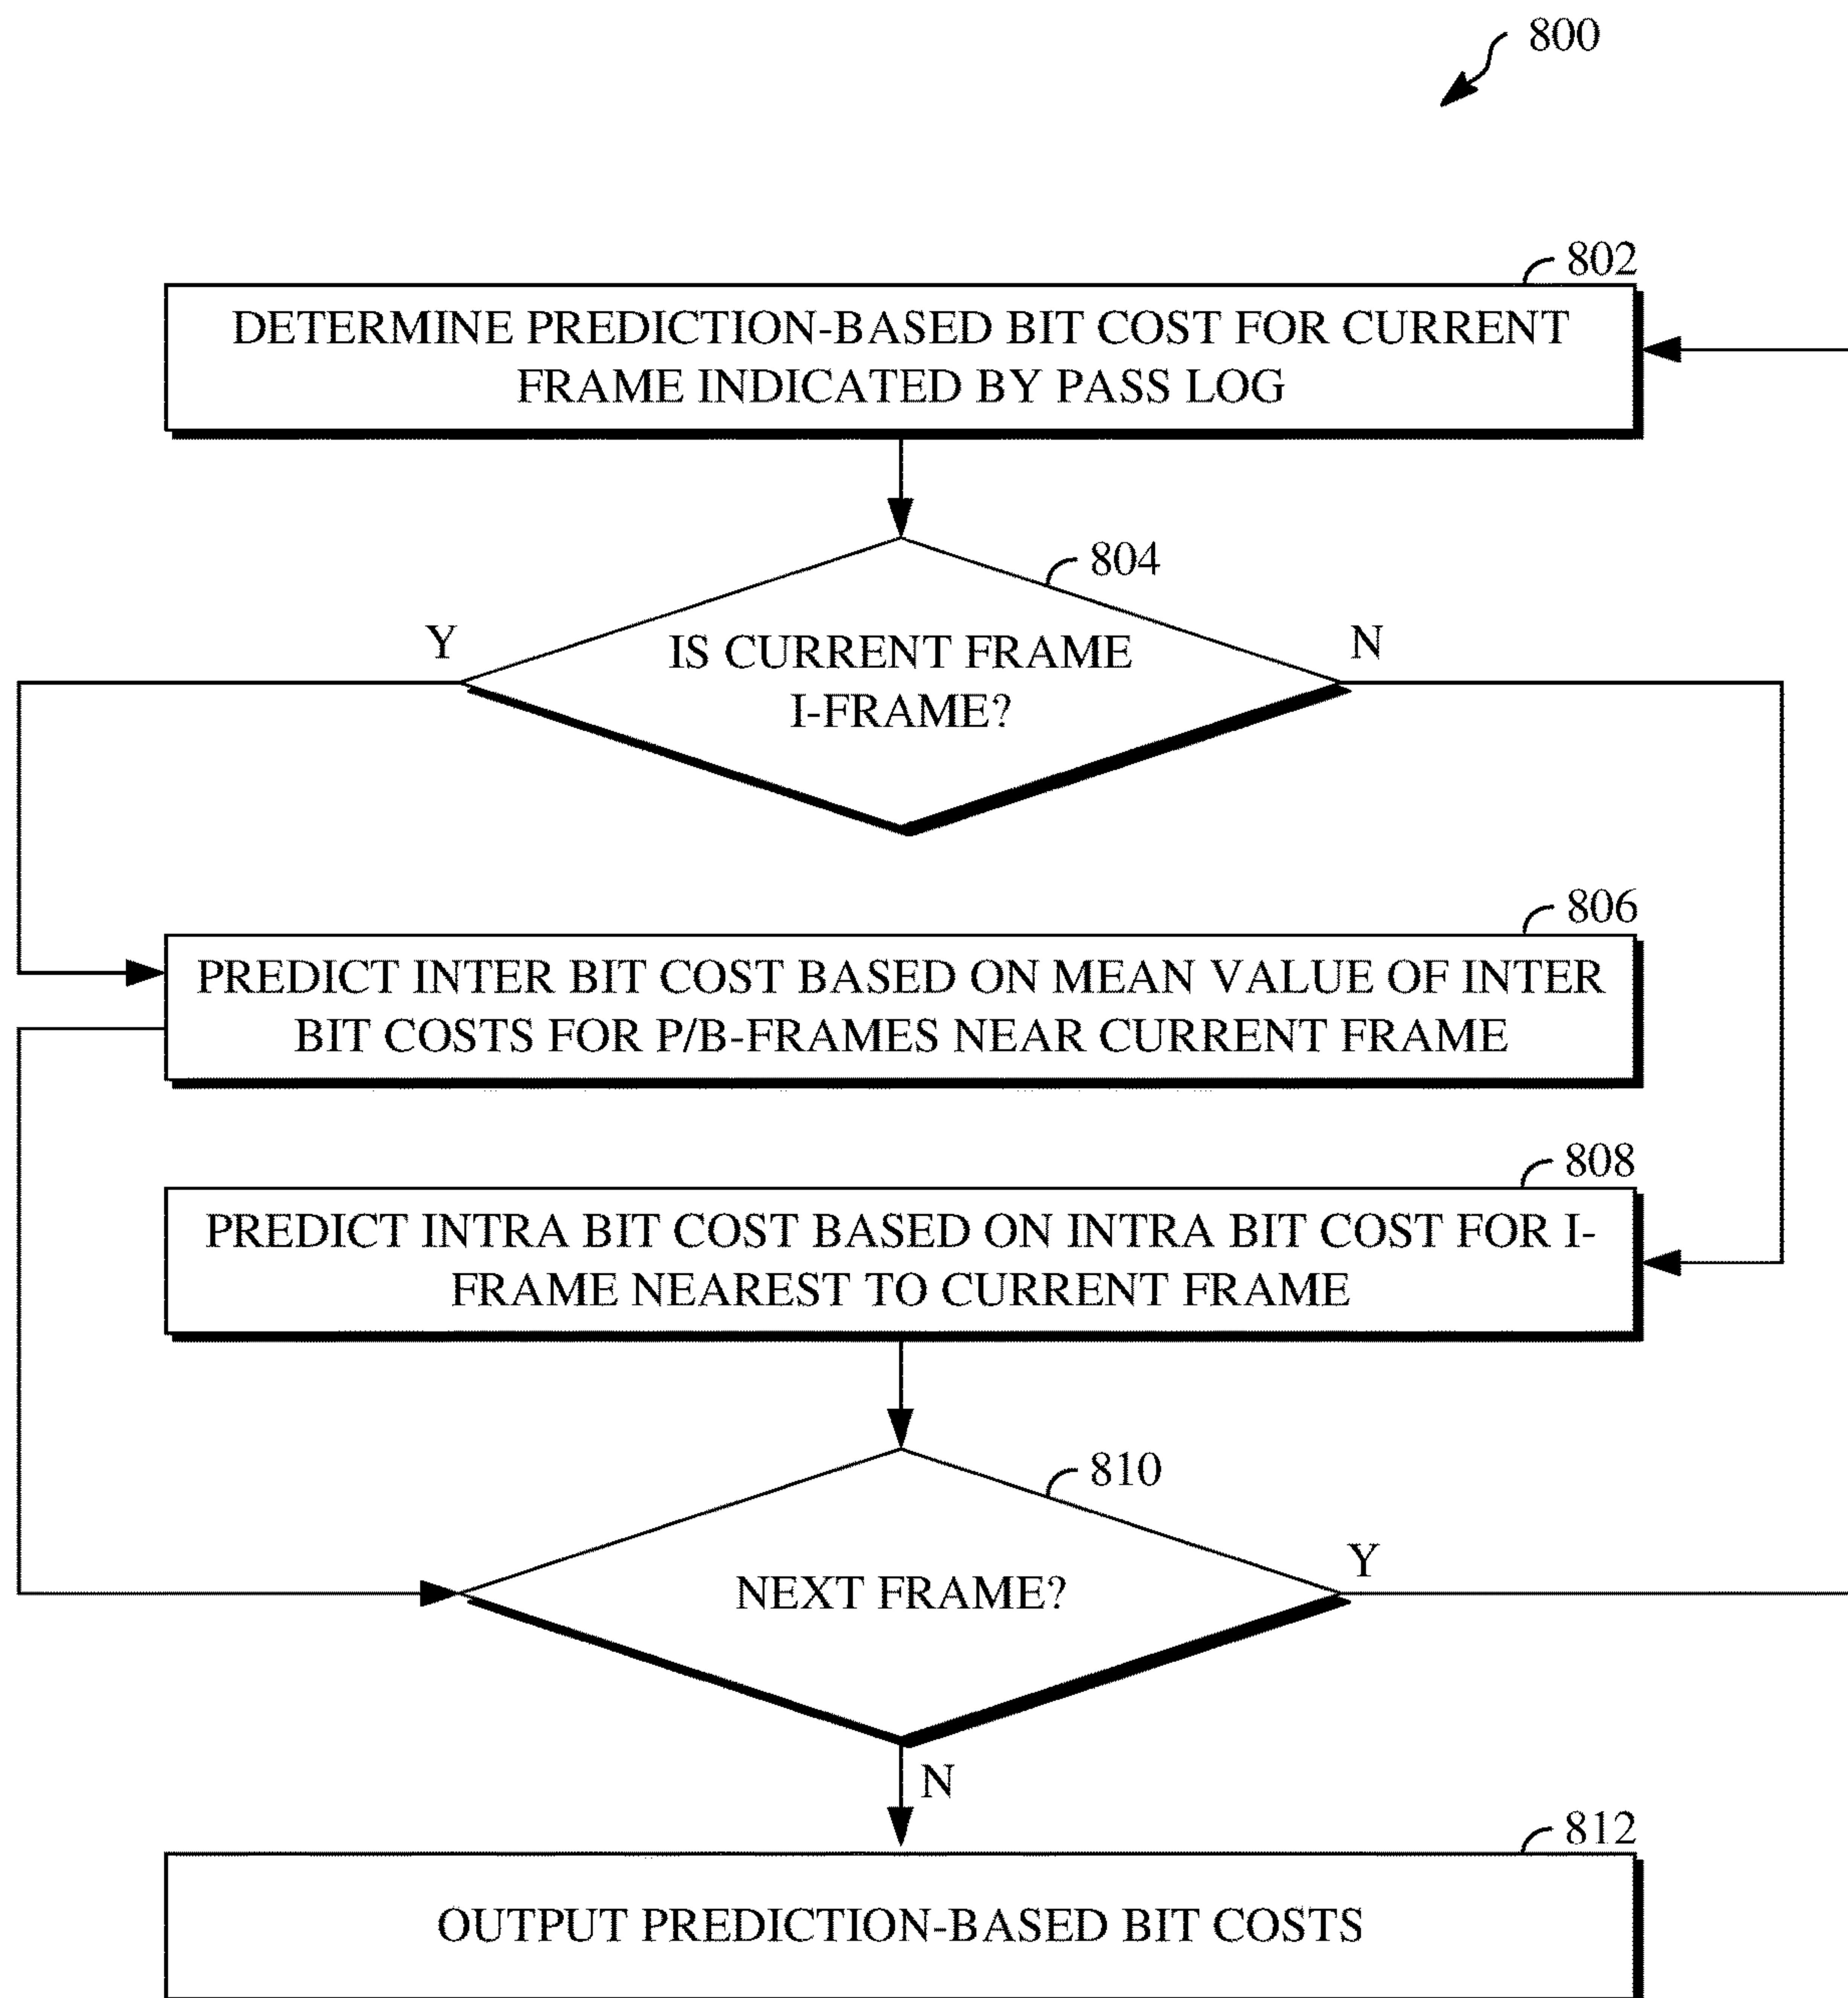 800
802
DETERMINE PREDICTION-BASED BIT COST FOR CURRENT
FRAME INDICATED BY PASS LOG
804
Y
N
IS CURRENT FRAME
I-FRAME?
806
PREDICT INTER BIT COST BASED ON MEAN VALUE OF INTER
BIT COSTS FOR P/B-FRAMES NEAR CURRENT FRAME
808
PREDICT INTRA BIT COST BASED ON INTRA BIT COST FOR I-
FRAME NEAREST TO CURRENT FRAME
810
Y
NEXT FRAME?
N
812
OUTPUT PREDICTION-BASED BIT COSTS